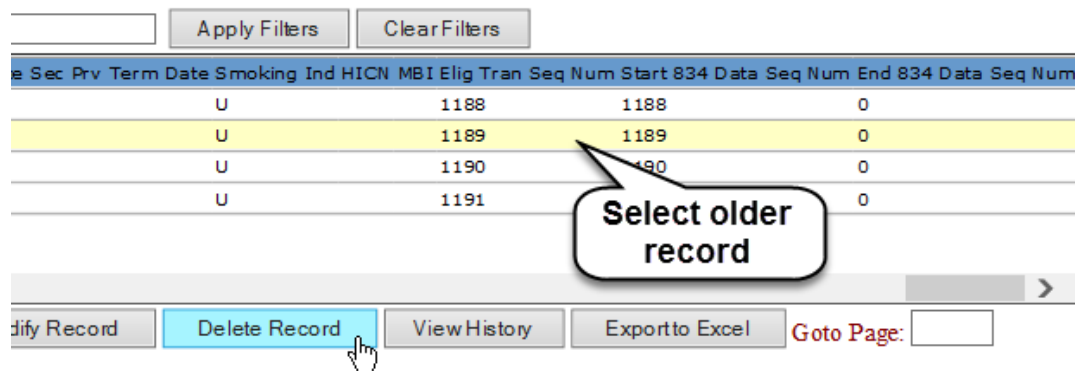 Apply Filters Clear Filters
e Sec Prv Term Date Smoking Ind HICN MBI Elig Tran Seq Num Start 834 Data Seq Num End 834 Data Seq Num
U 1188 1188 0
U 1189 1189 0
U 1190 90 0
U 1191 0
Select older
record
dify Record Delete Record View History Export to Excel Goto Page: